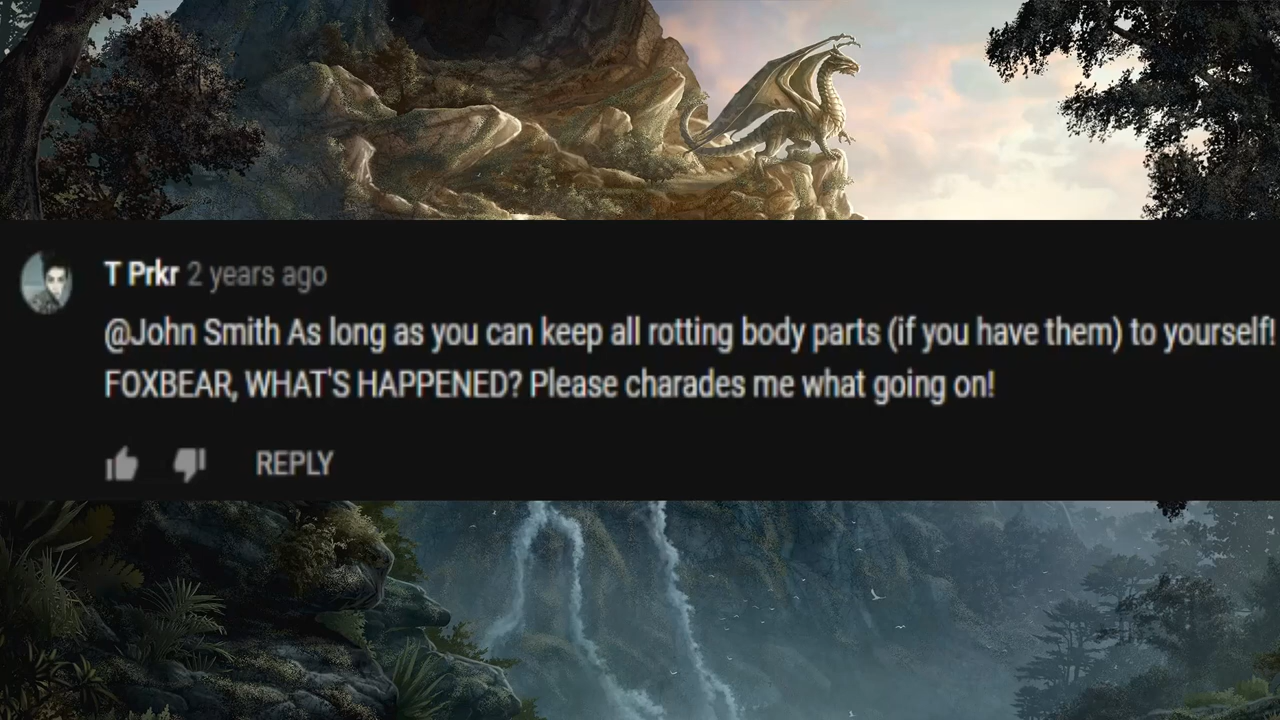 T Prkr 2 years ago
@John Smith As long as you can keep all rotting body parts (if you have them) to yourself!
FOXBEAR, WHAT'S HAPPENED? Please charades me what going on!
REPLY